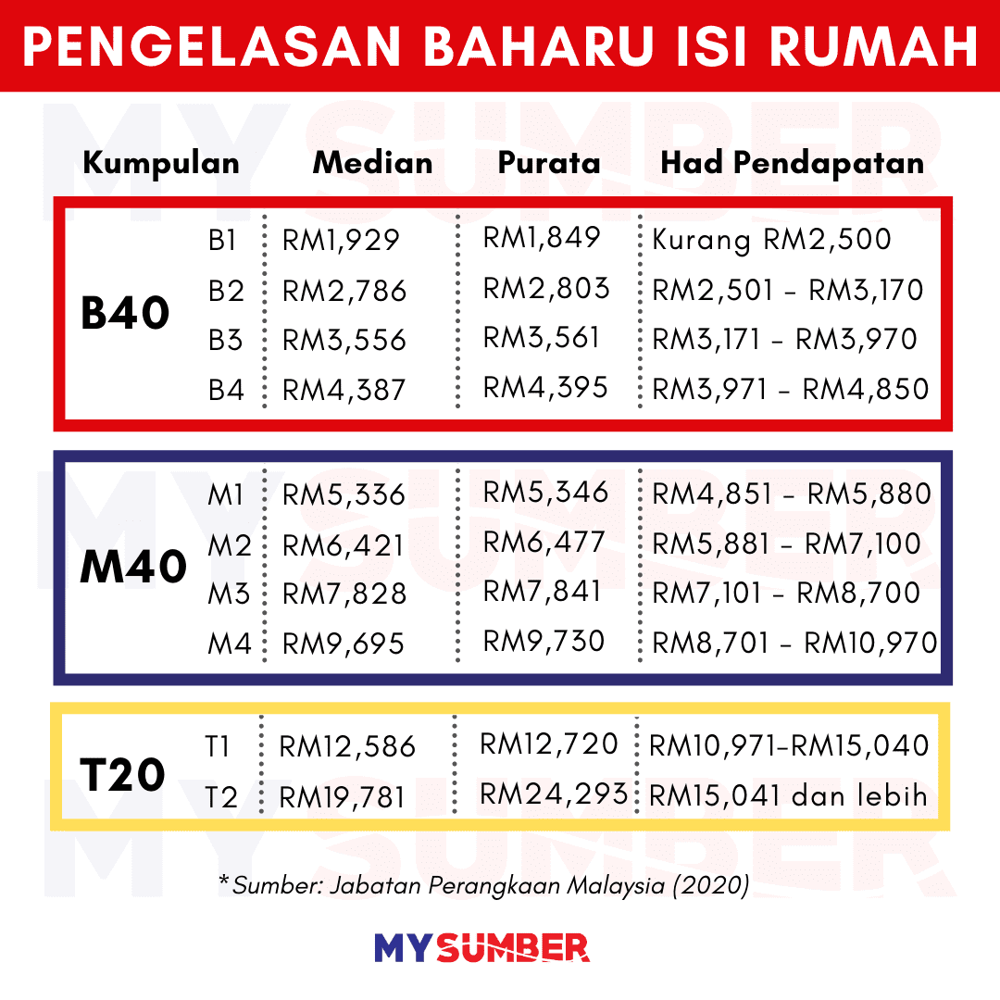 PENGELASAN BAHARU ISI RUMAH
Kumpulan Median Purata Had Pendapatan
B40
B1 RM1,929 RM1,849 Kurang RM2,500
B2 RM2,786 RM2,803 RM2,501 - RM3,170
B3 RM3,556 RM3,561 RM3,171 - RM3,970
B4 RM4,387 RM4,395 RM3,971 - RM4,850
M40
M1 RM5,336 RM5,346 RM4,851 - RM5,880
M2 RM6,421 RM6,477 RM5,881 - RM7,100
M3 RM7,828 RM7,841 RM7,101 - RM8,700
M4 RM9,695 RM9,730 RM8,701 - RM10,970
T20
T1 RM12,586 RM12,720 RM10,971-RM15,040
T2 RM19,781 RM24,293 RM15,041 dan lebih
*Sumber: Jabatan Perangkaan Malaysia (2020)
MYSUMBER
MYSUMBER
MYSUMBER
MYSUMBER